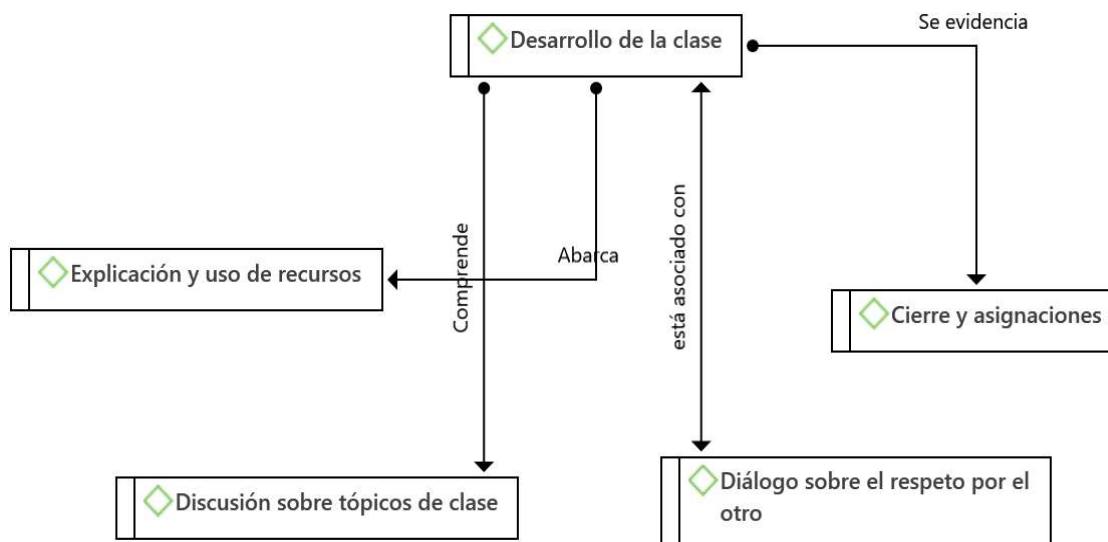 Se evidencia
Desarrollo de la clase
Comprende
Abarca
está asociado con
Explicación y uso de recursos
Cierre y asignaciones
Discusión sobre tópicos de clase
Diálogo sobre el respeto por el
otro